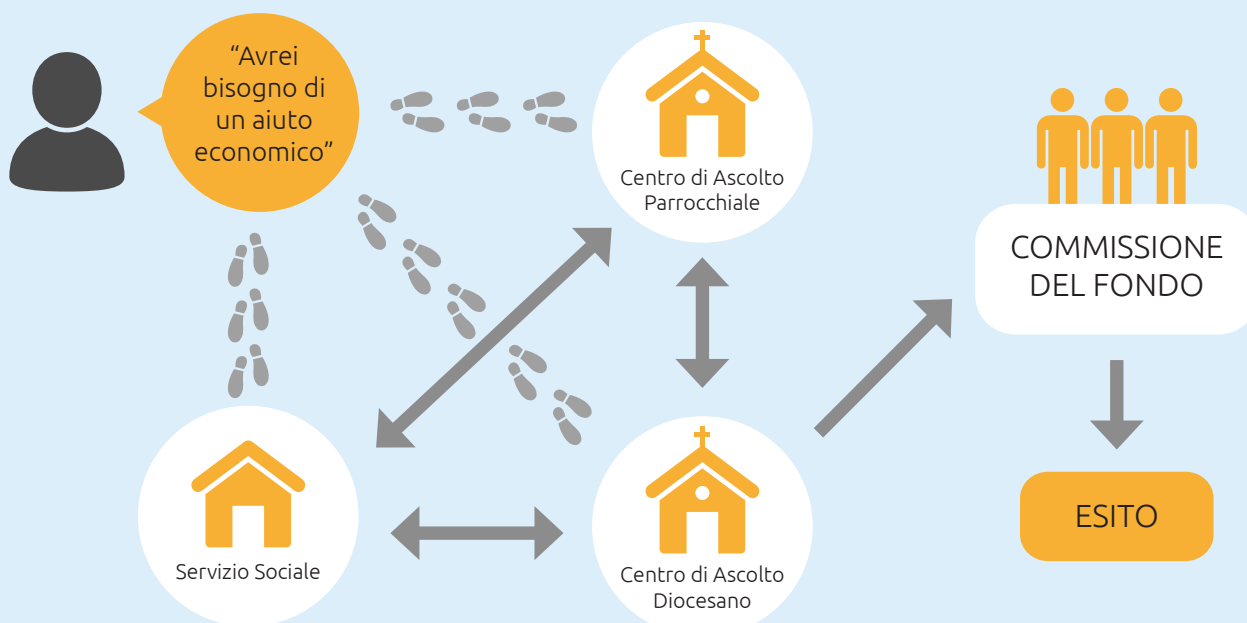 “Avrei
bisogno di
un aiuto
economico”
Centro di Ascolto
Parrocchiale
COMMISSIONE
DEL FONDO
Servizio Sociale
Centro di Ascolto
Diocesano
ESITO